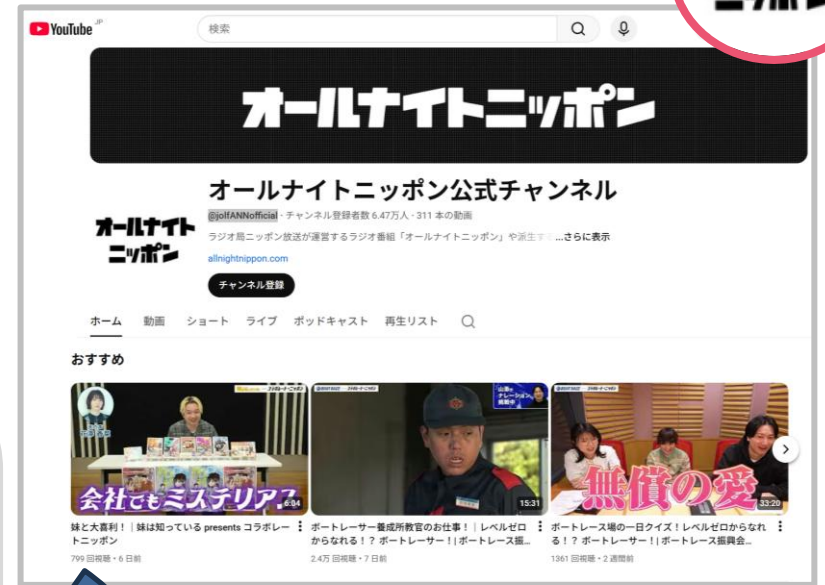 ニッポン
YouTube JP
検索
オールナイトニッポン
オールナイトニッポン公式チャンネル
オールナイト
ニッポン
@jolfANNofficial・チャンネル登録者数 6.47万人・311 本の動画
ラジオ局ニッポン放送が運営するラジオ番組「オールナイトニッポン」や派生す ...さらに表示
allnightnippon.com
チャンネル登録
ホーム 動画 ショート ライブ ポッドキャスト 再生リスト
おすすめ
会社でもミステリア?
6:04
15:31
無償の愛
33:20
妹と大喜利！｜妹は知っている presents コラボレー
トニッポン
799 回視聴・6 日前
ボートレーサー養成所教官のお仕事！｜レベルゼロ
からなれる！？ ボートレーサー！| ボートレース振...
2.4万 回視聴・7 日前
ボートレース場の一日クイズ！レベルゼロからなれ
る！？ ボートレーサー！| ボートレース振興会...
1361 回視聴・2 週間前